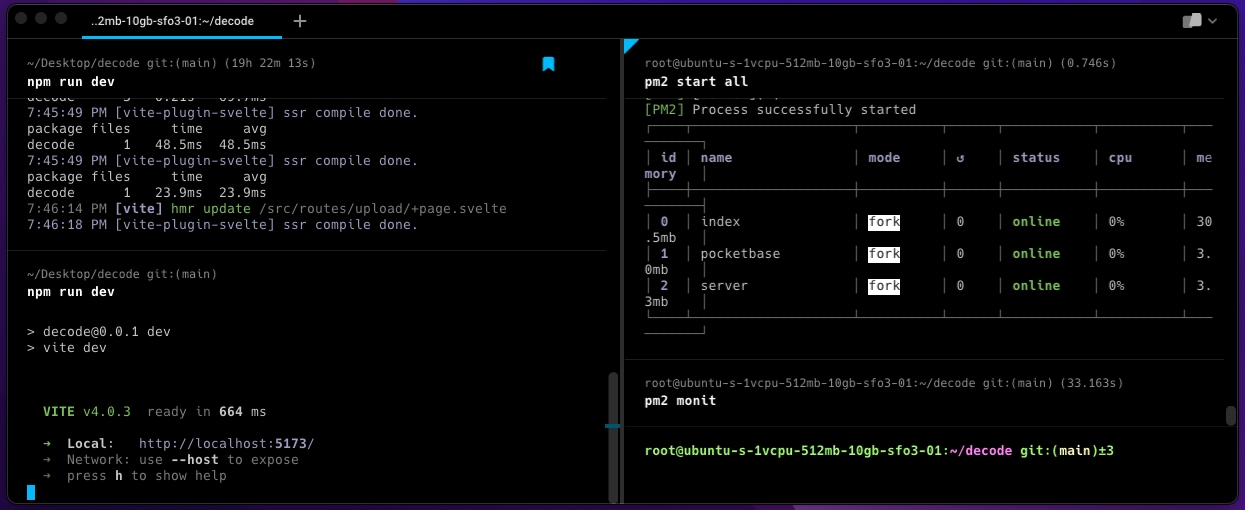 ..2mb-10gb-sfo3-01:~/decode
~/Desktop/decode git:(main) (19h 22m 13s)
npm run dev
7:45:49 PM [vite-plugin-svelte] ssr compile done.
package files     time     avg
decode      1   48.5ms  48.5ms
7:45:49 PM [vite-plugin-svelte] ssr compile done.
package files     time     avg
decode      1   23.9ms  23.9ms
7:46:14 PM [vite] hmr update /src/routes/upload/+page.svelte
7:46:18 PM [vite-plugin-svelte] ssr compile done.
~/Desktop/decode git:(main)
npm run dev
> decode@0.0.1 dev
> vite dev
VITE v4.0.3  ready in 664 ms
➜  Local:   http://localhost:5173/
➜  Network: use --host to expose
➜  press h to show help
root@ubuntu-s-1vcpu-512mb-10gb-sfo3-01:~/decode git:(main) (0.746s)
pm2 start all
[PM2] Process successfully started
│ id │ name │ mode │ ↺ │ status │ cpu │ me
mory │
│ 0 │ index │ fork │ 0 │ online │ 0% │ 30
.5mb │
│ 1 │ pocketbase │ fork │ 0 │ online │ 0% │ 3.
0mb │
│ 2 │ server │ fork │ 0 │ online │ 0% │ 3.
3mb │
root@ubuntu-s-1vcpu-512mb-10gb-sfo3-01:~/decode git:(main) (33.163s)
pm2 monit
root@ubuntu-s-1vcpu-512mb-10gb-sfo3-01:~/decode git:(main)±3